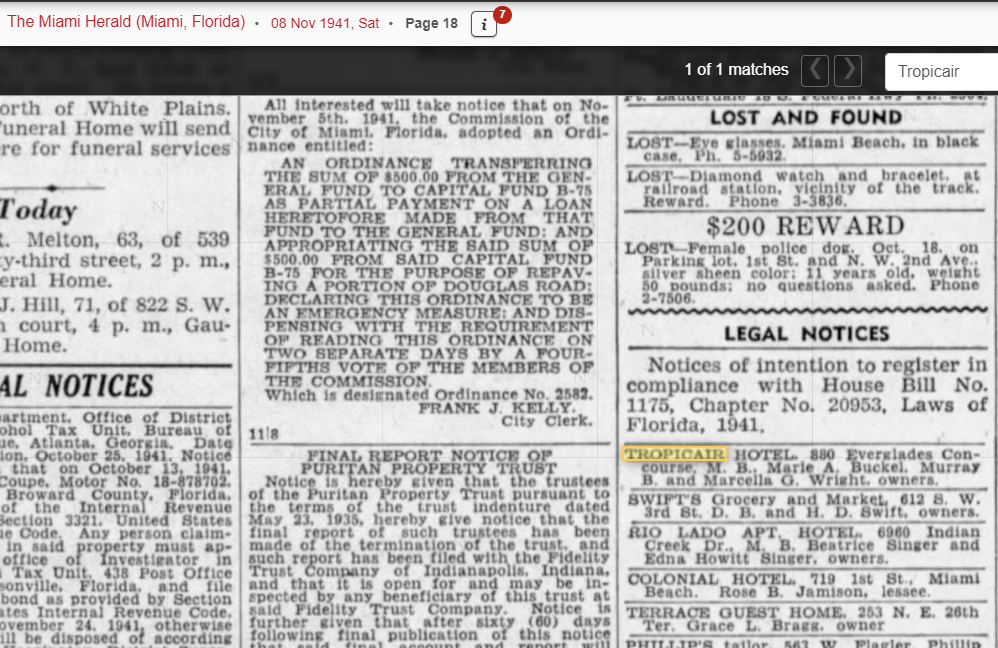 The Miami Herald (Miami, Florida) • 08 Nov 1941, Sat • Page 18
7
1 of 1 matches
Tropicair
orth of White Plains.
uneral Home will send
re for funeral services
Today
R. Melton, 63, of 539
y-third street, 2 p. m.,
eral Home.
J. Hill, 71, of 822 S. W.
court, 4 p. m., Gau-
Home.
AL NOTICES
partment, Office of District
ohol Tax Unit, Bureau of
ue, Atlanta, Georgia. Date
ion, October 25, 1941. Notice
that on October 13, 1941,
Coupe, Motor No. 18-878702.
Broward County, Florida,
of the Internal Revenue
Section 3321, United States
ue Code. Any person claim-
in said property must ap-
office of Investigator in
Tax Unit, 438 Post Office
sonville, Florida, and file
bond as provided by Section
ates Internal Revenue Code,
ovember 24, 1941, otherwise
ill be disposed of according
All interested will take notice that on No-
vember 5th, 1941, the Commission of the
City of Miami, Florida, adopted an Ordi-
nance entitled:
AN ORDINANCE TRANSFERRING
THE SUM OF $500.00 FROM THE GEN-
ERAL FUND TO CAPITAL FUND B-75
AS PARTIAL PAYMENT ON A LOAN
HERETOFORE MADE FROM THAT
FUND TO THE GENERAL FUND: AND
APPROPRIATING THE SAID SUM OF
$500.00 FROM SAID CAPITAL FUND
B-75 FOR THE PURPOSE OF REPAV-
ING A PORTION OF DOUGLAS ROAD:
DECLARING THIS ORDINANCE TO BE
AN EMERGENCY MEASURE: AND DIS-
PENSING WITH THE REQUIREMENT
OF READING THIS ORDINANCE ON
TWO SEPARATE DAYS BY A FOUR-
FIFTHS VOTE OF THE MEMBERS OF
THE COMMISSION.
Which is designated Ordinance No. 2582.
FRANK J. KELLY.
City Clerk.
11|8
FINAL REPORT NOTICE OF
PURITAN PROPERTY TRUST
Notice is hereby given that the trustees
of the Puritan Property Trust pursuant to
the terms of the trust indenture dated
May 23, 1935, hereby give notice that the
final report of such trustees has been
made of the termination of the trust, and
such report has been filed with the Fidelity
Trust Company of Indianapolis, Indiana,
and that it is open for and may be in-
spected by any beneficiary of this trust at
said Fidelity Trust Company. Notice is
further given that after sixty (60) days
following final publication of this notice
that said final account and report will
LOST AND FOUND
LOST—Eye glasses, Miami Beach, in black
case, Ph. 5-5932.
LOST—Diamond watch and bracelet, at
railroad station, vicinity of the track.
Reward. Phone 3-3836.
$200 REWARD
LOST—Female police dog, Oct. 18, on
Parking lot, 1st St. and N. W. 2nd Ave.,
silver sheen color; 11 years old, weight
50 pounds; no questions asked. Phone
2-7506.
LEGAL NOTICES
Notices of intention to register in
compliance with House Bill No.
1175, Chapter No. 20953, Laws of
Florida, 1941.
TROPICAIR HOTEL, 880 Everglades Con-
course, M. B., Marie A. Buckel, Murray
B. and Marcella G. Wright, owners.
SWIFT'S Grocery and Market, 612 S. W.
3rd St. D. B. and H. D. Swift, owners.
RIO LADO APT. HOTEL, 6960 Indian
Creek Dr., M. B. Beatrice Singer and
Edna Howitt Singer, owners.
COLONIAL HOTEL, 719 1st St., Miami
Beach. Rose B. Jamison, lessee.
TERRACE GUEST HOME, 253 N. E. 26th
Ter. Grace L. Bragg, owner
PHILLIP'S tailor, 563 W. Flagler, Phillip